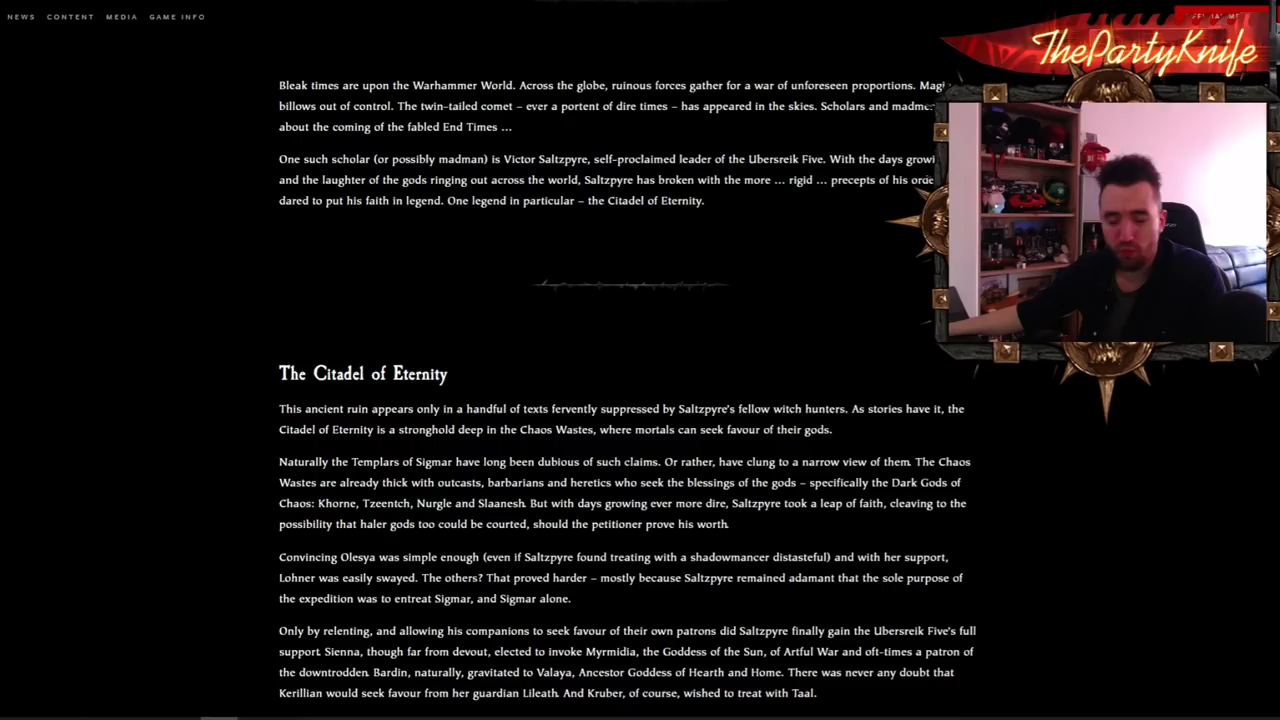 NEWS CONTENT MEDIA GAME INFO
ThePartyKnife
Bleak times are upon the Warhammer World. Across the globe, ruinous forces gather for a war of unforeseen proportions.
billows out of control. The twin-tailed comet – ever a portent of dire times – has appeared in the skies. Scholars and
about the coming of the fabled End Times ...
One such scholar (or possibly madman) is Victor Saltzpyre, self-proclaimed leader of the Ubersreik Five. With the days
and the laughter of the gods ringing out across the world, Saltzpyre has broken with the more ... rigid ... precepts of his
dared to put his faith in legend. One legend in particular – the Citadel of Eternity.
The Citadel of Eternity
This ancient ruin appears only in a handful of texts fervently suppressed by Saltzpyre's fellow witch hunters. As stories have it, the
Citadel of Eternity is a stronghold deep in the Chaos Wastes, where mortals can seek favour of their gods.
Naturally the Templars of Sigmar have long been dubious of such claims. Or rather, have clung to a narrow view of them. The Chaos
Wastes are already thick with outcasts, barbarians and heretics who seek the blessings of the gods – specifically the Dark Gods of
Chaos: Khorne, Tzeentch, Nurgle and Slaanesh. But with days growing ever more dire, Saltzpyre took a leap of faith, cleaving to the
possibility that haler gods too could be courted, should the petitioner prove his worth.
Convincing Olesya was simple enough (even if Saltzpyre found treating with a shadowmancer distasteful) and with her support,
Lohner was easily swayed. The others? That proved harder – mostly because Saltzpyre remained adamant that the sole purpose of
the expedition was to entreat Sigmar, and Sigmar alone.
Only by relenting, and allowing his companions to seek favour of their own patrons did Saltzpyre finally gain the Ubersreik Five's full
support. Sienna, though far from devout, elected to invoke Myrmidia, the Goddess of the Sun, of Artful War and oft-times a patron of
the downtrodden. Bardin, naturally, gravitated to Valaya, Ancestor Goddess of Hearth and Home. There was never any doubt that
Kerillian would seek favour from her guardian Lileath. And Kruber, of course, wished to treat with Taal.